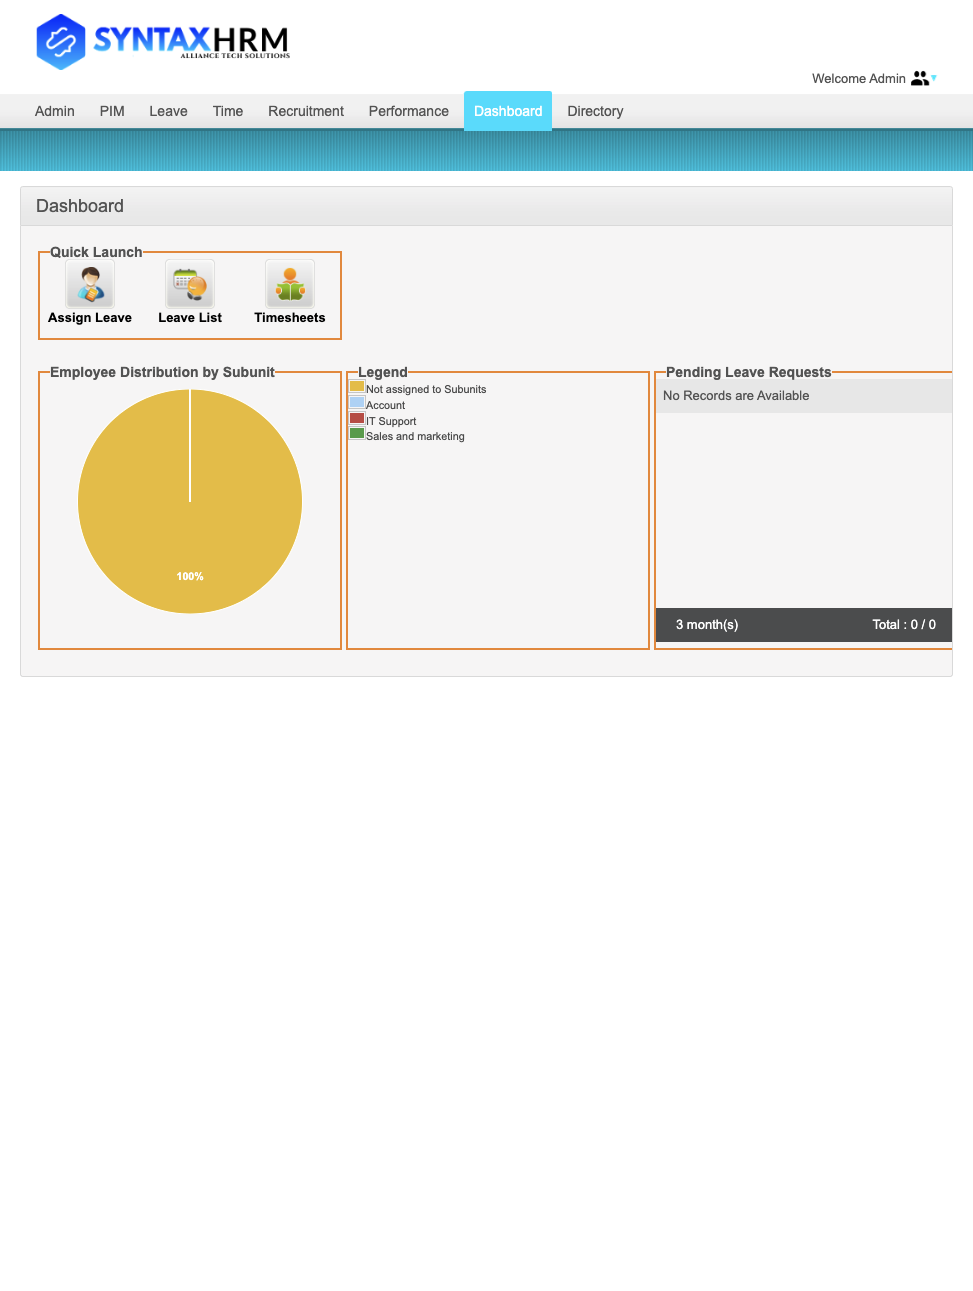 SYNTAXHRM
ALLIANCE TECH SOLUTIONS
Welcome Admin
Admin PIM Leave Time Recruitment Performance Dashboard Directory
Dashboard
Quick Launch
Assign Leave Leave List Timesheets
Employee Distribution by Subunit
100%
Legend
Not assigned to Subunits
Account
IT Support
Sales and marketing
Pending Leave Requests
No Records are Available
3 month(s) Total : 0 / 0